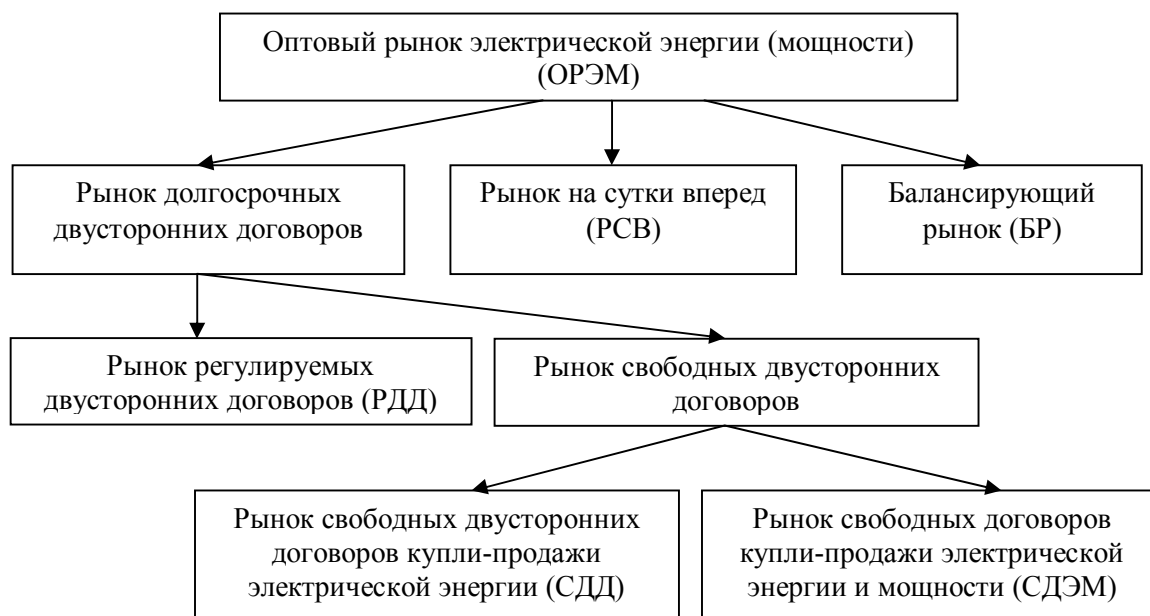 Оптовый рынок электрической энергии (мощности)
(ОРЭМ)
Рынок долгосрочных
двусторонних договоров
Рынок на сутки вперед
(РСВ)
Балансирующий
рынок (БР)
Рынок регулируемых
двусторонних договоров (РДД)
Рынок свободных двусторонних
договоров
Рынок свободных двусторонних
договоров купли-продажи
электрической энергии (СДД)
Рынок свободных договоров
купли-продажи электрической
энергии и мощности (СДЭМ)